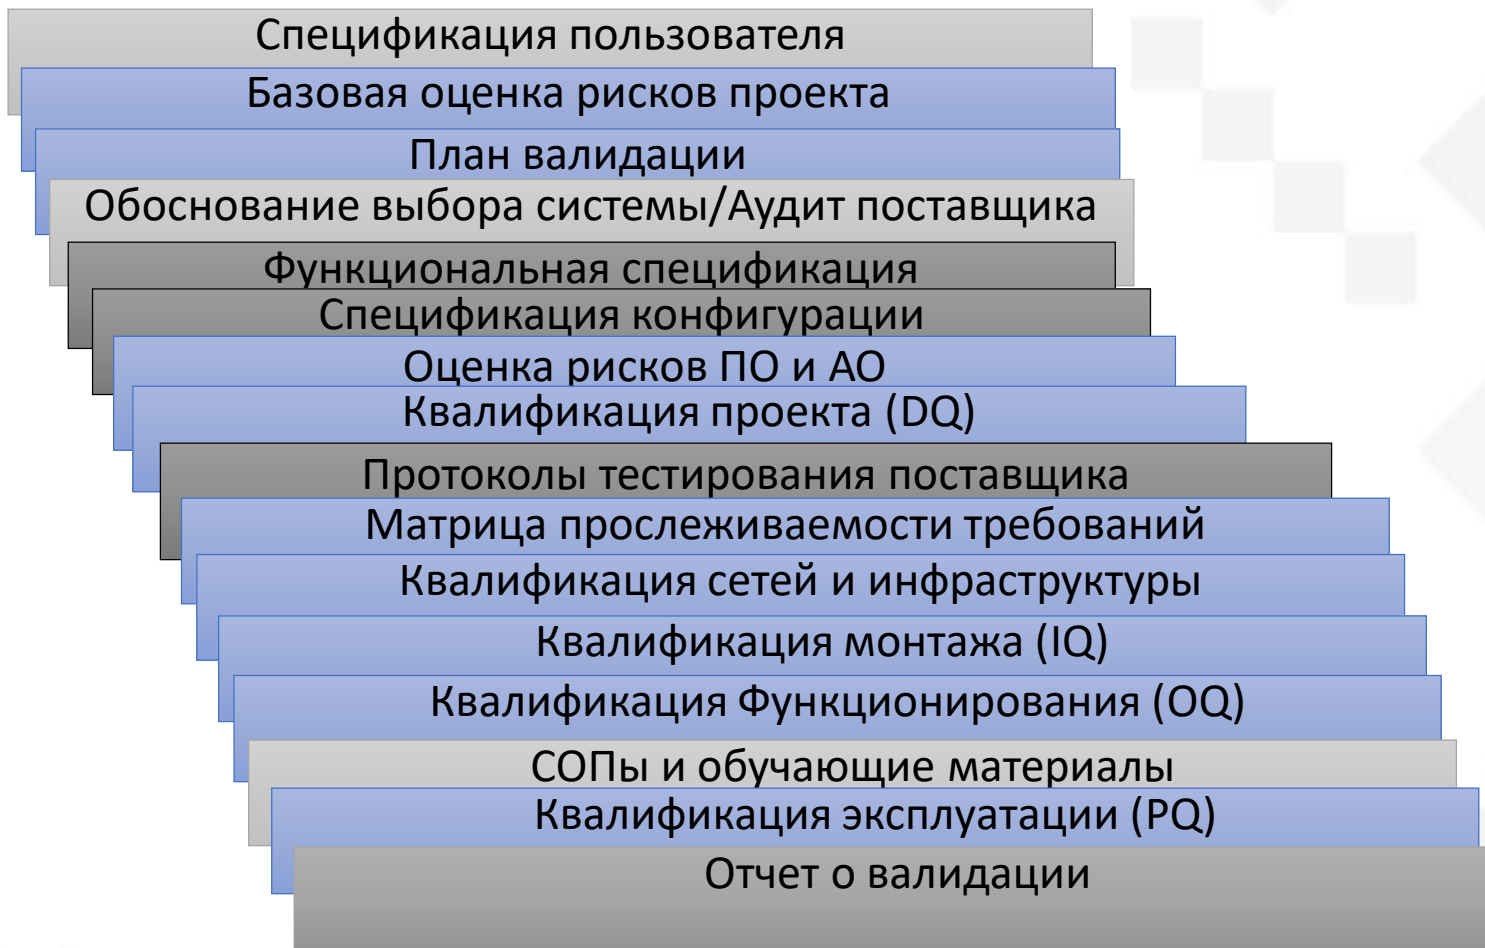 Спецификация пользователя
Базовая оценка рисков проекта
План валидации
Обоснование выбора системы/Аудит поставщика
Функциональная спецификация
Спецификация конфигурации
Оценка рисков ПО и АО
Квалификация проекта (DQ)
Протоколы тестирования поставщика
Матрица прослеживаемости требований
Квалификация сетей и инфраструктуры
Квалификация монтажа (IQ)
Квалификация Функционирования (OQ)
СОПы и обучающие материалы
Квалификация эксплуатации (PQ)
Отчет о валидации